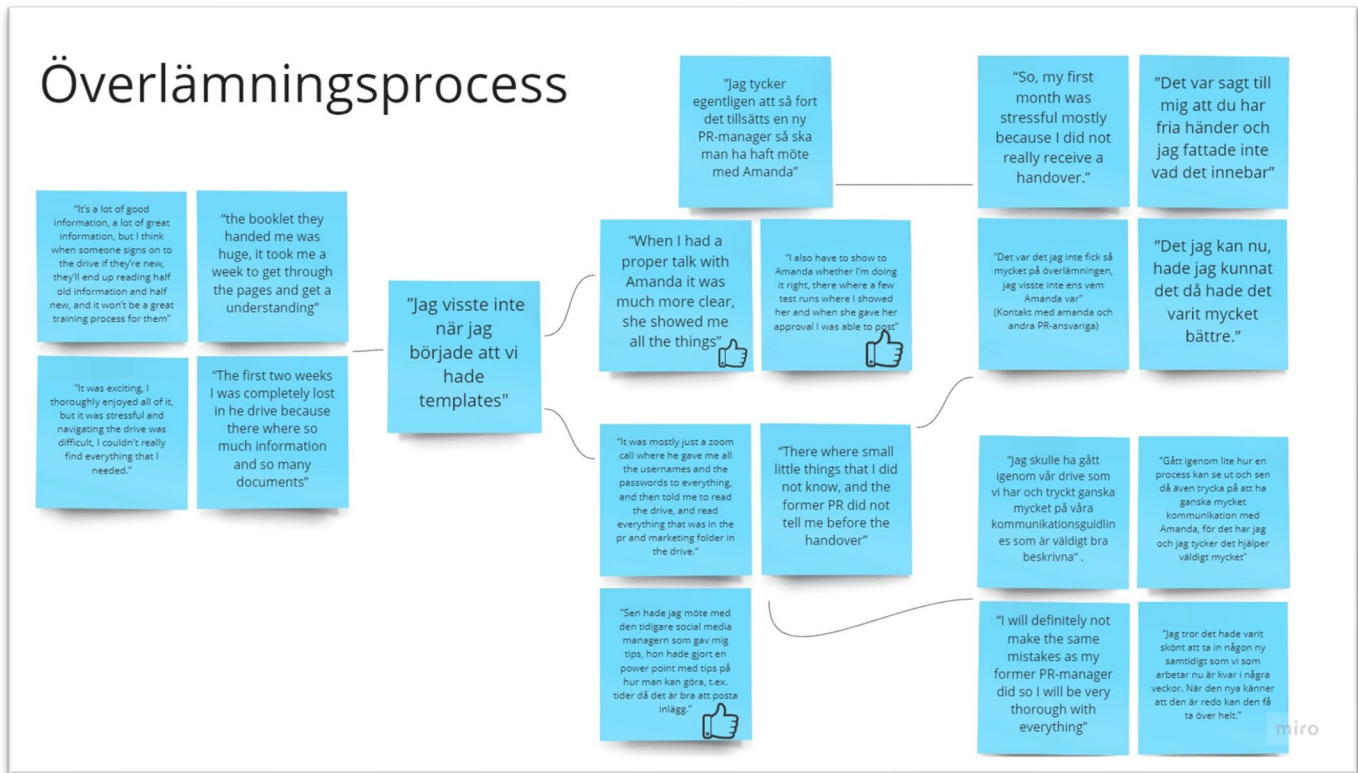 Överlämningsprocess
"It's a lot of good
information, a lot of great
information, but I think
when someone signs on to
the drive if they're new,
they'll end up reading half
old information and half
new, and it won't be a great
training process for them"
"the booklet they
handed me was
huge, it took me a
week to get through
the pages and get a
understanding"
"It was exciting, I
thoroughly enjoyed all of it,
but it was stressful and
navigating the drive was
difficult, I couldn't really
find everything that I
needed."
"The first two weeks
I was completely lost
in he drive because
there where so
much information
and so many
documents"
"Jag visste inte
när jag
började att vi
hade
templates"
"Jag tycker
egentligen att så fort
det tillsätts en ny
PR-manager så ska
man ha haft möte
med Amanda"
"When I had a
proper talk with
Amanda it was
much more clear,
she showed me
all the things"
"I also have to show to
Amanda whether I'm doing
it right, there where a few
test runs where I showed
her and when she gave her
approval I was able to post"
"It was mostly just a zoom
call where he gave me all
the usernames and the
passwords to everything,
and then told me to read
the drive, and read
everything that was in the
pr and marketing folder in
the drive."
"There where small
little things that I did
not know, and the
former PR did not
tell me before the
handover"
"Sen hade jag möte med
den tidigare social media
managern som gav mig
tips, hon hade gjort en
power point med tips på
hur man kan göra, t.ex.
tider då det är bra att posta
inlägg."
"So, my first
month was
stressful mostly
because I did not
really receive a
handover."
"Det var sagt till
mig att du har
fria händer och
jag fattade inte
vad det innebar"
"Det var det jag inte fick så
mycket på överlämningen,
jag visste inte ens vem
Amanda var"
(Kontakt med amanda och
andra PR-ansvariga)
"Det jag kan nu,
hade jag kunnat
det då hade det
varit mycket
bättre."
"Jag skulle ha gått
igenom vår drive som
vi har och tryckt ganska
mycket på våra
kommunikationsguidlin
es som är väldigt bra
beskrivna" .
"Gått igenom lite hur en
process kan se ut och sen
då även trycka på att ha
ganska mycket
kommunikation med
Amanda, för det har jag
och jag tycker det hjälper
väldigt mycket"
"I will definitely not
make the same
mistakes as my
former PR-manager
did so I will be very
thorough with
everything"
"Jag tror det hade varit
skönt att ta in någon ny
samtidigt som vi som
arbetar nu är kvar i några
veckor. När den nya känner
att den är redo kan den få
ta över helt."
miro